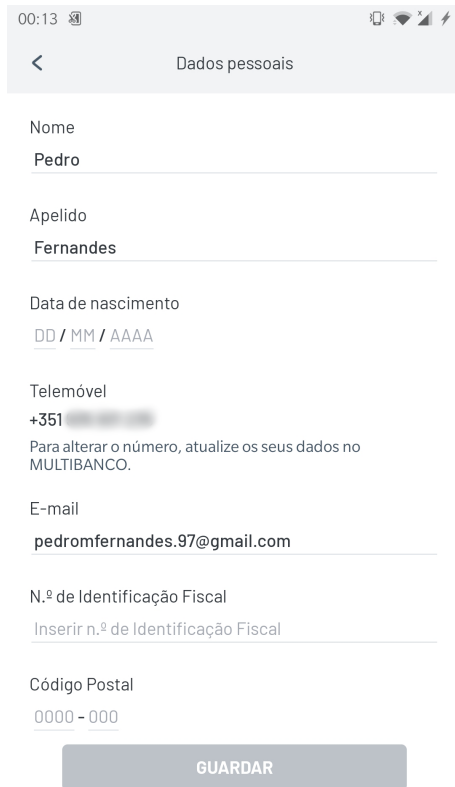 00:13
Dados pessoais
Nome
Pedro
Apelido
Fernandes
Data de nascimento
DD / MM / AAAA
Telemóvel
+351
Para alterar o número, atualize os seus dados no
MULTIBANCO.
E-mail
pedromfernandes.97@gmail.com
N.º de Identificação Fiscal
Inserir n.º de Identificação Fiscal
Código Postal
0000 - 000
GUARDAR